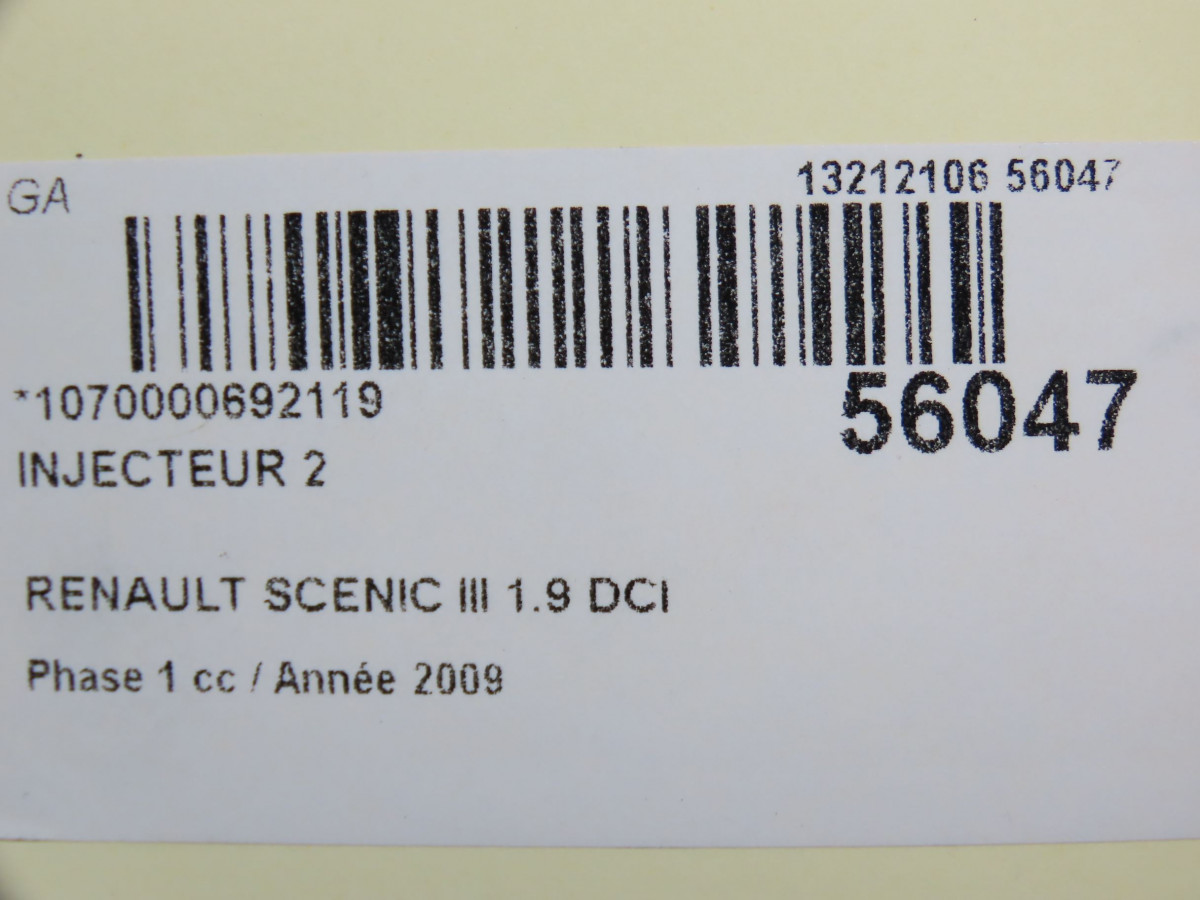 GA
13212106 56047
*1070000692119
56047
INJECTEUR 2
RENAULT SCENIC III 1.9 DCI
Phase 1 cc / Année 2009